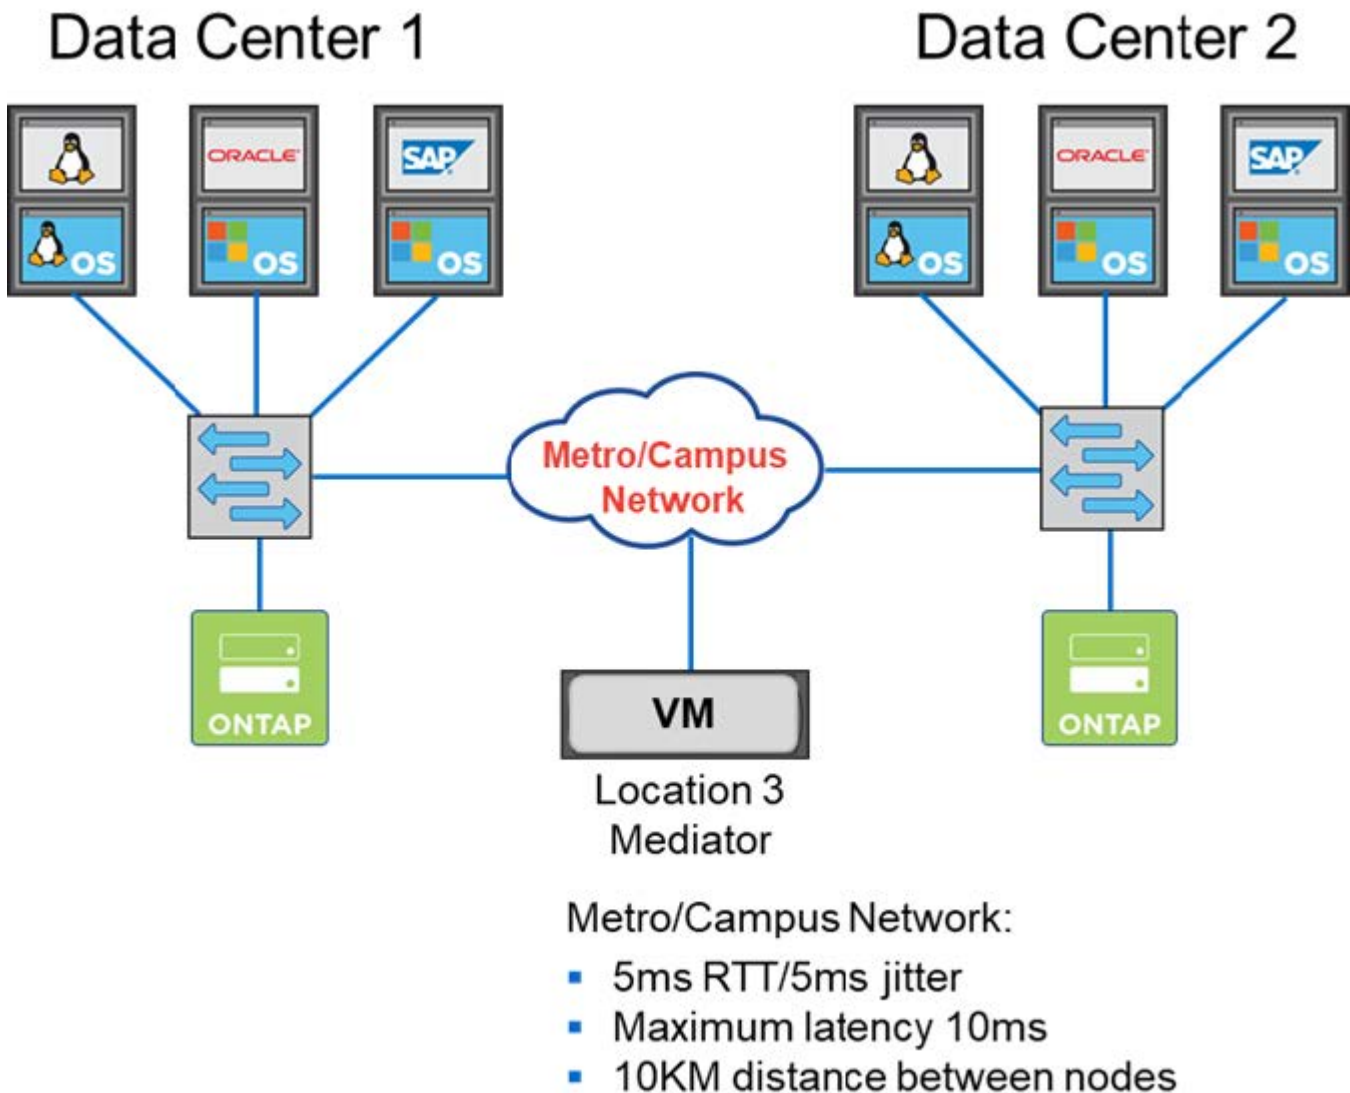 Data Center 1
Data Center 2
ORACLE
SAP
ORACLE
SAP
OS
OS
OS
OS
OS
OS
Metro/Campus
Network
ONTAP
VM
ONTAP
Location 3
Mediator
Metro/Campus Network:
5ms RTT/5ms jitter
Maximum latency 10ms
10KM distance between nodes